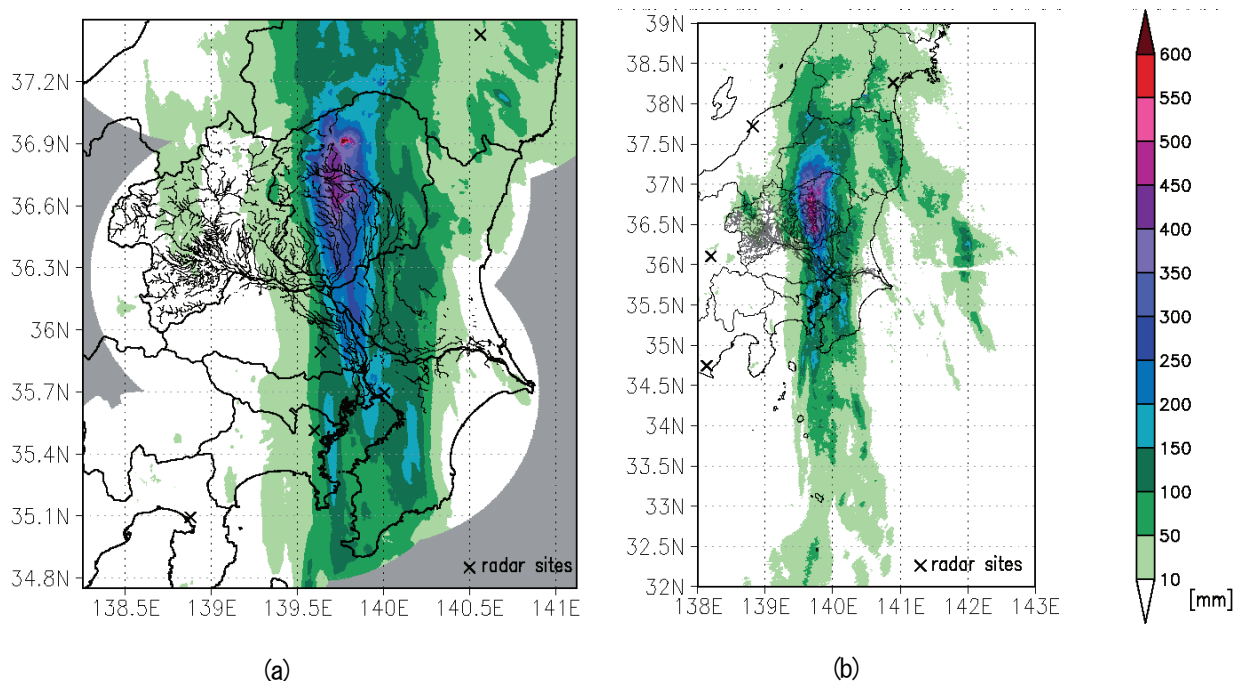 37.2N
36.9N
36.6N
36.3N
36N
35.7N
35.4N
35.1N
34.8N
138.5E 139E 139.5E 140E 140.5E 141E
× radar sites
(a)
39N
38.5N
38N
37.5N
37N
36.5N
36N
35.5N
35N
34.5N
34N
33.5N
33N
32.5N
32N
138E 139E 140E 141E 142E 143E
× radar sites
(b)
600
550
500
450
400
350
300
250
200
150
100
50
10
[mm]